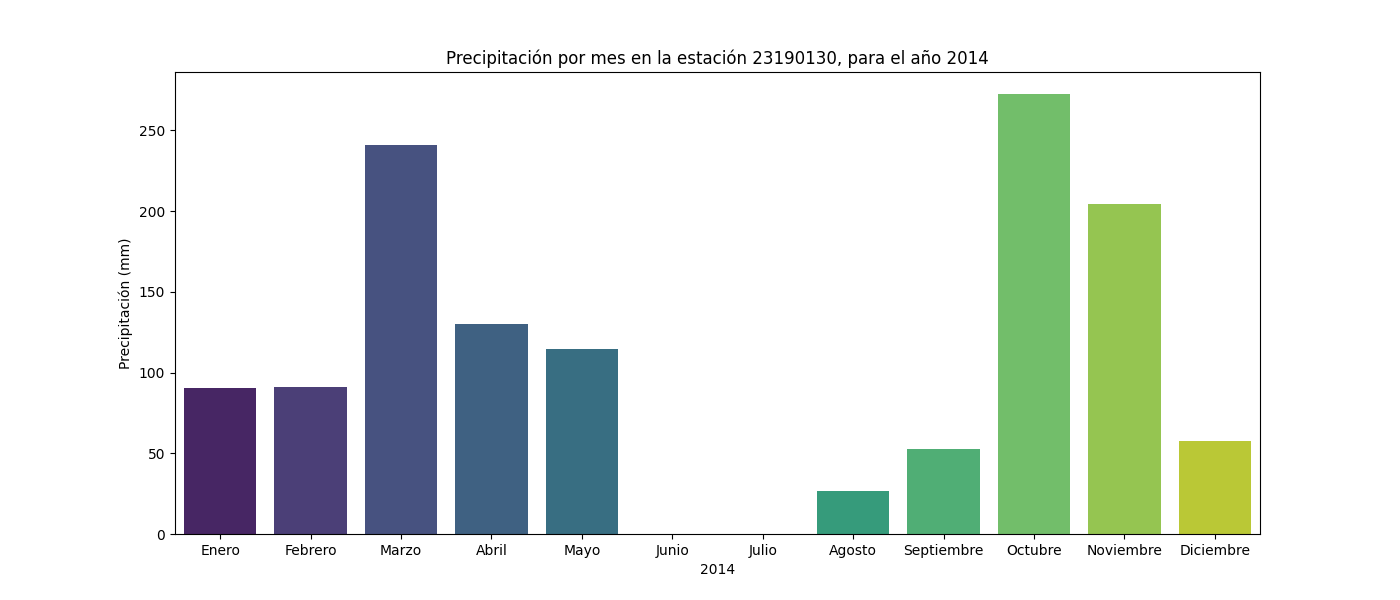 Precipitación por mes en la estación 23190130, para el año 2014
Precipitación (mm)
250
200
150
100
50
0
Enero Febrero Marzo Abril Mayo Junio Julio Agosto Septiembre Octubre Noviembre Diciembre
2014